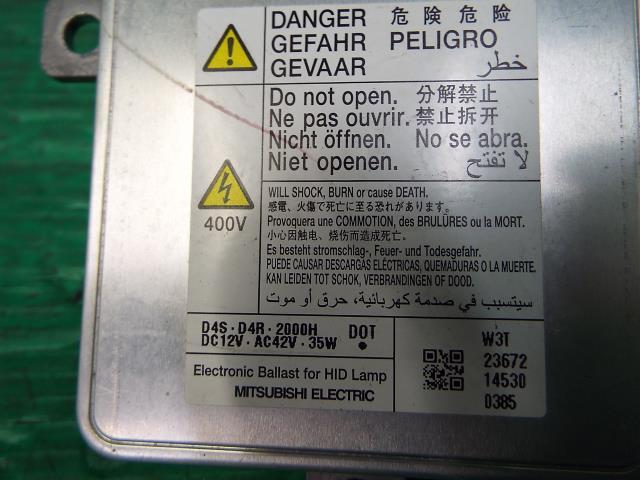 DANGER 危険 危险
GEFAHR PELIGRO
GEVAAR خطر
Do not open. 分解禁止
Ne pas ouvrir. 禁止拆开
Nicht öffnen. No se abra.
Niet openen. لا تفتح
400V
WILL SHOCK, BURN or cause DEATH.
感電、火傷で死亡に至る恐れがあります。
Provoquera une COMMOTION, des BRULÛRES ou la MORT.
小心因触电、烧伤而造成死亡。
Es besteht stromschlag-, Feuer- und Todesgefahr.
PUEDE CAUSAR DESCARGAS ELÉCTRICAS, QUEMADURAS O LA MUERTE.
KAN LEIDEN TOT SCHOK, VERBRANDINGEN OF DOOD.
سيتسبب في صدمة كهربائية، حرق أو موت
D4S・D4R・2000H DOT
DC12V・AC42V・35W ●
Electronic Ballast for HID Lamp
MITSUBISHI ELECTRIC
W3T
23672
14530
0385